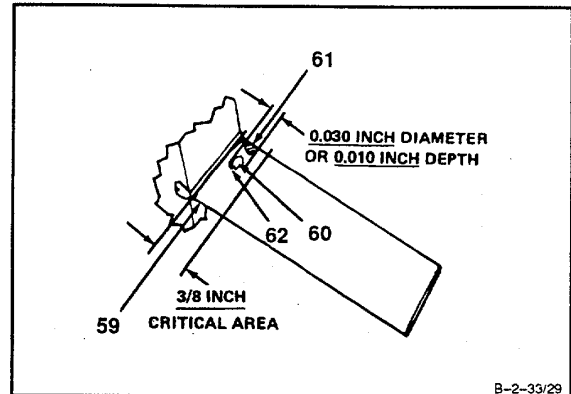 61
0.030 INCH DIAMETER
OR 0.010 INCH DEPTH
62 60
3/8 INCH
CRITICAL AREA
59
B-2-33/29